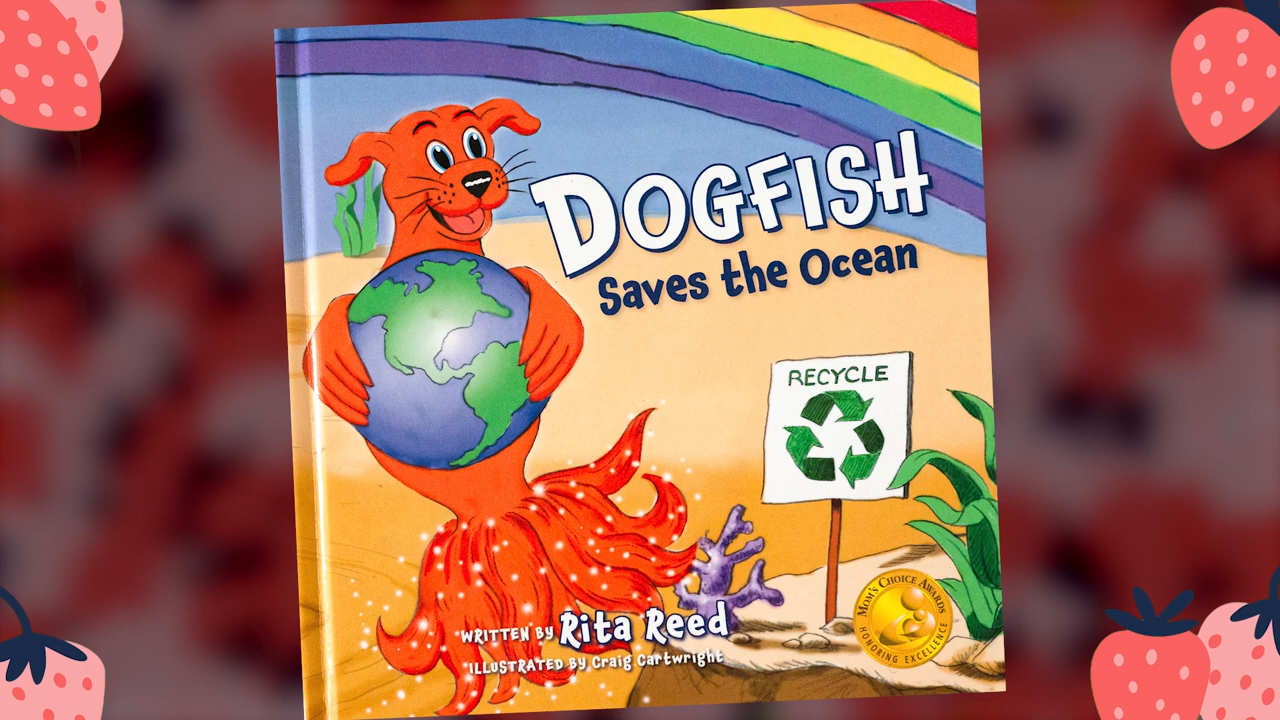 DOGFISH
Saves the Ocean
RECYCLE
MOM'S CHOICE AWARDS
HONORING EXCELLENCE
WRITTEN BY Rita Reed
ILLUSTRATED BY Craig Cartwright